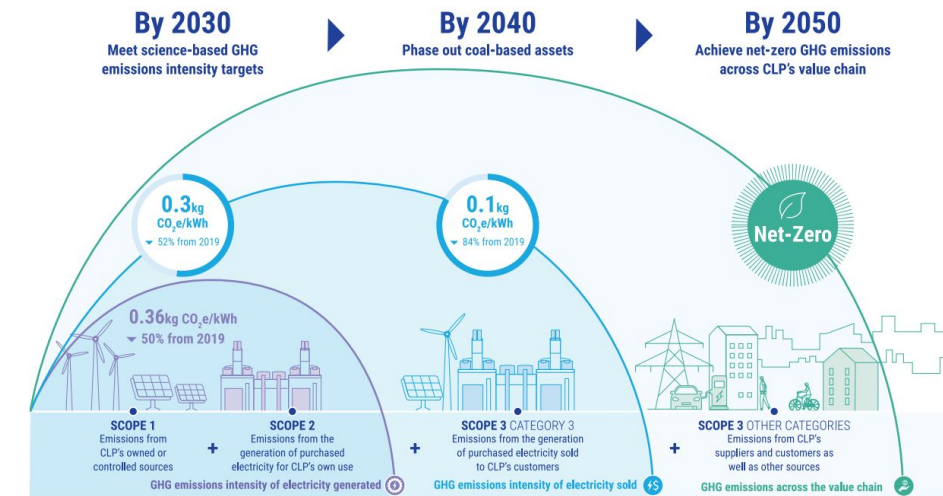 By 2030
Meet science-based GHG
emissions intensity targets
By 2040
Phase out coal-based assets
By 2050
Achieve net-zero GHG emissions
across CLP's value chain
0.3kg
CO2e/kWh
52% from 2019
0.1kg
CO2e/kWh
84% from 2019
Net-Zero
0.36kg CO2e/kWh
50% from 2019
SCOPE 1
Emissions from
CLP's owned or
controlled sources
+
SCOPE 2
Emissions from the
generation of purchased
electricity for CLP's own use
+
SCOPE 3 CATEGORY 3
Emissions from the generation
of purchased electricity sold
to CLP's customers
+
SCOPE 3 OTHER CATEGORIES
Emissions from CLP's
suppliers and customers as
well as other sources
GHG emissions intensity of electricity generated
GHG emissions intensity of electricity sold
$
GHG emissions across the value chain